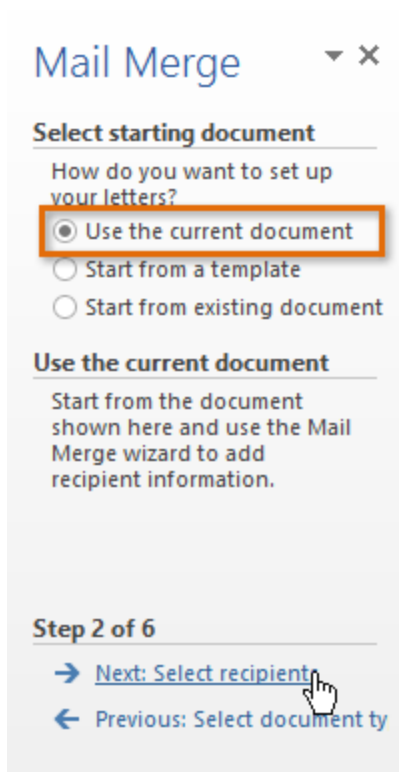 Mail Merge
Select starting document
How do you want to set up
your letters?
Use the current document
Start from a template
Start from existing document
Use the current document
Start from the document
shown here and use the Mail
Merge wizard to add
recipient information.
Step 2 of 6
Next: Select recipients
Previous: Select document ty